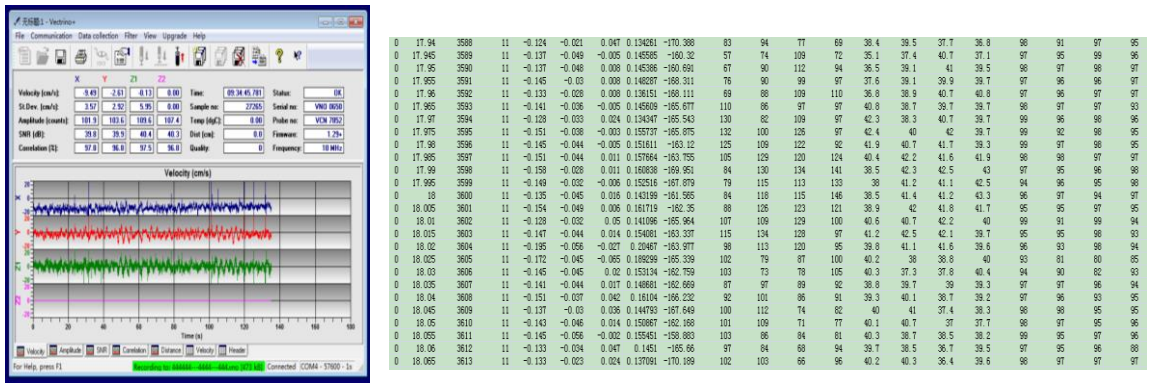 无标题:1 - Vectrino+
File Communication Data collection Filter View Upgrade Help
X Y Z1 Z2
Velocity (cm/s): -9.49 -2.61 -0.13 0.00 Time: 09:34:45.781 Status: OK
St.Dev. (cm/s): 3.57 2.92 5.95 0.00 Sample no: 27265 Serial no: VNO 0650
Amplitude (counts): 101.9 103.6 109.6 107.4 Temp (dgC): 0.00 Probe no: VCN 7852
SNR (dB): 39.8 39.9 40.4 40.3 Dist (cm): 0.0 Firmware: 1.29+
Correlation (%): 97.0 96.0 97.5 96.0 Quality: 0 Frequency: 10 MHz
Velocity (cm/s)
X
Y
Z1
Z2
0 20 40 60 80 100 120 140 160 180
Time (s)
Velocity Amplitude SNR Correlation Distance Velocity Header
For Help, press F1 Connected COM4 - 57600 - 1s
0 17.94 3588 11 -0.124 -0.021 0.047 0.134261 -170.388 83 94 77 69 38.4 39.5 37.7 36.8 98 91 97 95
0 17.945 3589 11 -0.137 -0.049 -0.005 0.145585 -160.32 57 74 109 72 35.1 37.4 40.7 37.1 97 95 99 96
0 17.95 3590 11 -0.137 -0.048 0.008 0.145386 -160.691 67 90 112 94 36.5 39.1 41 39.5 98 97 98 97
0 17.955 3591 11 -0.145 -0.03 0.008 0.148287 -168.311 76 90 99 97 37.6 39.1 39.9 39.7 97 96 96 97
0 17.96 3592 11 -0.133 -0.028 0.008 0.136151 -168.111 69 88 109 110 36.8 38.9 40.7 40.8 97 96 97 97
0 17.965 3593 11 -0.141 -0.036 -0.005 0.145609 -165.677 110 86 97 97 40.8 38.7 39.7 39.7 98 97 97 93
0 17.97 3594 11 -0.128 -0.033 0.024 0.134347 -165.543 130 82 109 97 42.3 38.3 40.7 39.7 99 96 98 96
0 17.975 3595 11 -0.151 -0.038 -0.003 0.155737 -165.875 132 100 126 97 42.4 40 42 39.7 99 92 98 95
0 17.98 3596 11 -0.145 -0.044 -0.005 0.151611 -163.12 125 109 122 92 41.9 40.7 41.7 39.3 99 97 98 95
0 17.985 3597 11 -0.151 -0.044 0.011 0.157664 -163.755 105 129 120 124 40.4 42.2 41.6 41.9 98 98 97 97
0 17.99 3598 11 -0.158 -0.028 0.011 0.160838 -169.951 84 130 134 141 38.5 42.3 42.5 43 97 95 96 98
0 17.995 3599 11 -0.149 -0.032 -0.006 0.152516 -167.879 79 115 113 133 38 41.2 41.1 42.5 94 96 95 98
0 18 3600 11 -0.135 -0.045 0.016 0.143199 -161.565 84 118 115 146 38.5 41.4 41.2 43.3 96 97 94 97
0 18.005 3601 11 -0.154 -0.049 0.006 0.161719 -162.35 88 126 123 121 38.9 42 41.8 41.7 95 95 97 95
0 18.01 3602 11 -0.128 -0.032 0.05 0.141096 -165.964 107 109 129 100 40.6 40.7 42.2 40 91 91 99 94
0 18.015 3603 11 -0.147 -0.044 0.014 0.154081 -163.337 115 134 128 97 41.2 42.5 42.1 39.7 95 95 98 93
0 18.02 3604 11 -0.195 -0.056 -0.027 0.20467 -163.977 98 113 120 95 39.8 41.1 41.6 39.6 96 93 98 94
0 18.025 3605 11 -0.172 -0.045 -0.065 0.189299 -165.339 102 79 87 100 40.2 38 38.8 40 93 81 80 85
0 18.03 3606 11 -0.145 -0.045 0.02 0.153134 -162.759 102 73 78 105 40.3 37.3 37.8 40.4 94 90 82 93
0 18.035 3607 11 -0.141 -0.044 0.017 0.148681 -162.669 87 97 89 92 38.8 39.7 39 39.3 97 97 96 94
0 18.04 3608 11 -0.151 -0.037 0.042 0.16104 -166.232 92 101 86 91 39.3 40.1 38.7 39.2 97 96 93 95
0 18.045 3609 11 -0.137 -0.03 0.036 0.144793 -167.649 100 112 74 82 40 41 37.4 38.3 98 97 95 96
0 18.05 3610 11 -0.143 -0.046 0.014 0.150867 -162.168 101 109 71 77 40.1 40.7 37 37.7 98 98 95 96
0 18.055 3611 11 -0.145 -0.056 -0.002 0.155451 -158.883 103 86 84 81 40.3 38.7 38.5 38.2 99 95 97 96
0 18.06 3612 11 -0.133 -0.034 0.047 0.1451 -165.66 97 84 68 94 39.7 38.5 36.7 39.5 97 95 96 88
0 18.065 3613 11 -0.133 -0.023 0.024 0.137091 -170.189 102 103 66 96 40.2 40.3 36.4 39.6 98 97 97 97